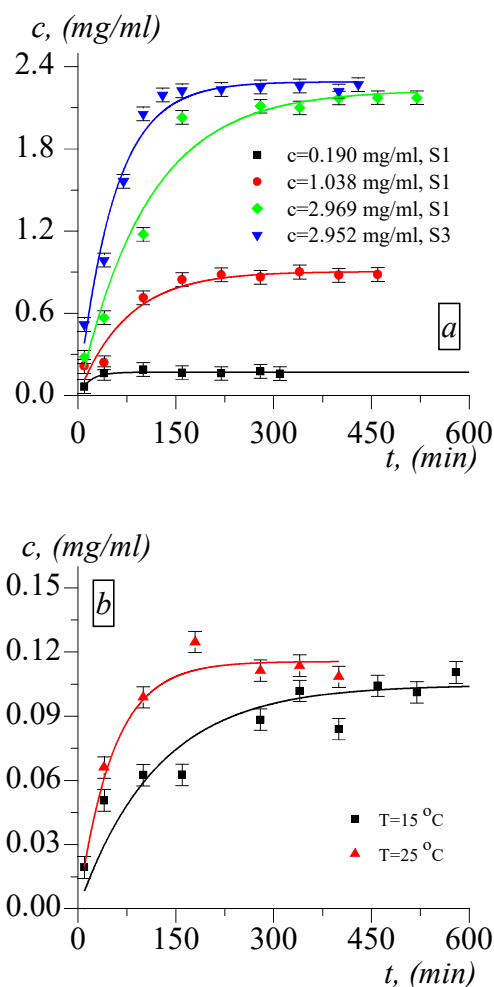 c, (mg/ml)
2.4
1.8
1.2
0.6
0.0
c=0.190 mg/ml, S1
c=1.038 mg/ml, S1
c=2.969 mg/ml, S1
c=2.952 mg/ml, S3
a
0 150 300 450 600
t, (min)
c, (mg/ml)
0.15
0.12
0.09
0.06
0.03
0.00
b
T=15 °C
T=25 °C
0 150 300 450 600
t, (min)